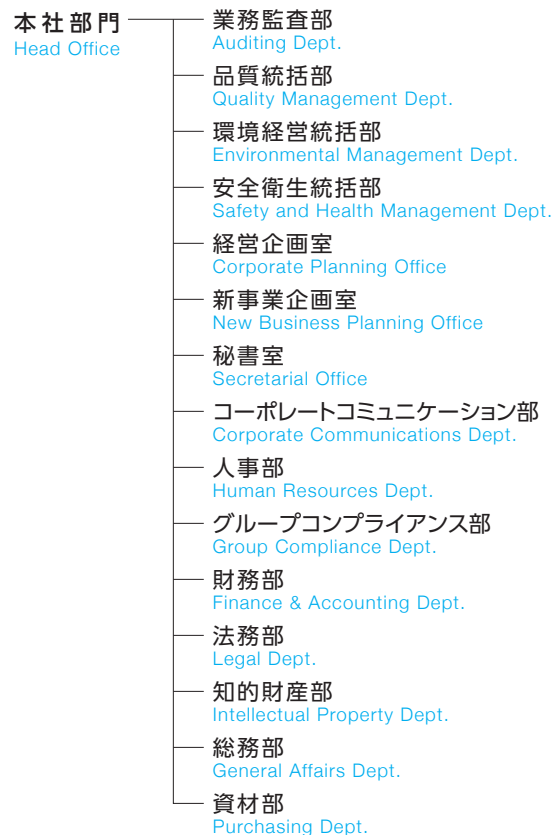 本社部門
Head Office
業務監査部
Auditing Dept.
品質統括部
Quality Management Dept.
環境経営統括部
Environmental Management Dept.
安全衛生統括部
Safety and Health Management Dept.
経営企画室
Corporate Planning Office
新事業企画室
New Business Planning Office
秘書室
Secretarial Office
コーポレートコミュニケーション部
Corporate Communications Dept.
人事部
Human Resources Dept.
グループコンプライアンス部
Group Compliance Dept.
財務部
Finance & Accounting Dept.
法務部
Legal Dept.
知的財産部
Intellectual Property Dept.
総務部
General Affairs Dept.
資材部
Purchasing Dept.